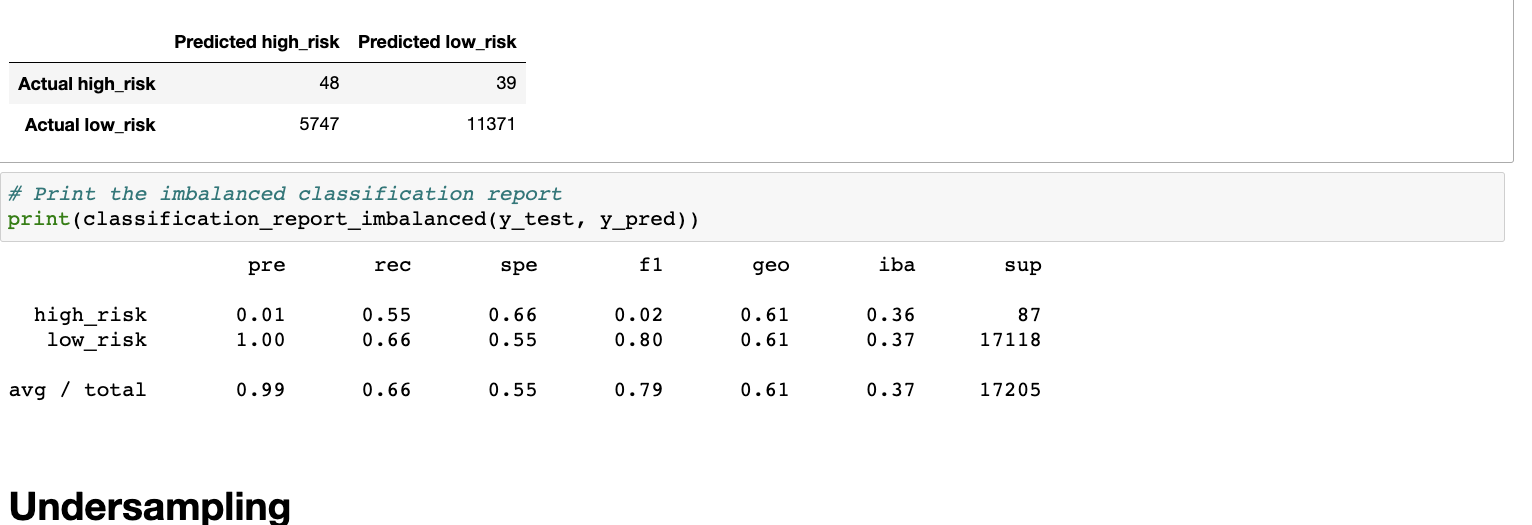 Predicted high_risk Predicted low_risk
Actual high_risk 48 39
Actual low_risk 5747 11371
# Print the imbalanced classification report
print(classification_report_imbalanced(y_test, y_pred))
pre rec spe f1 geo iba sup
high_risk 0.01 0.55 0.66 0.02 0.61 0.36 87
low_risk 1.00 0.66 0.55 0.80 0.61 0.37 17118
avg / total 0.99 0.66 0.55 0.79 0.61 0.37 17205
Undersampling